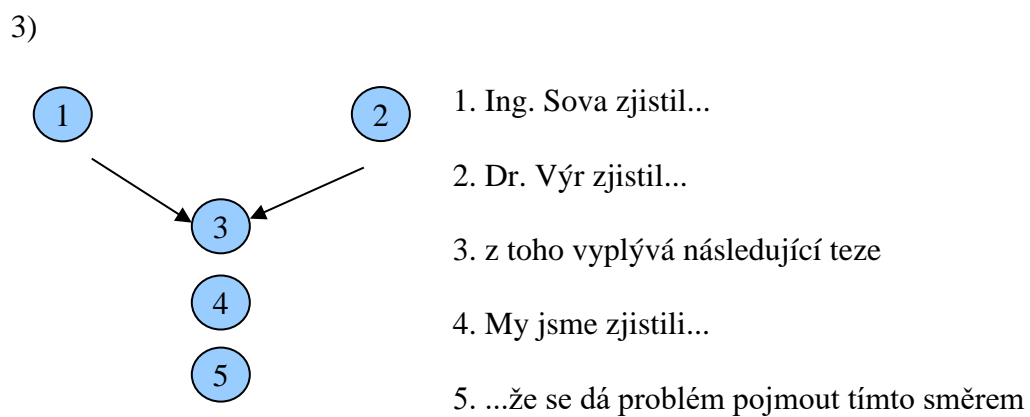 3)
1 2 1. Ing. Sova zjistil...
2. Dr. Výr zjistil...
3 3. z toho vyplývá následující teze
4 4. My jsme zjistili...
5 5. ...že se dá problém pojmout tímto směrem